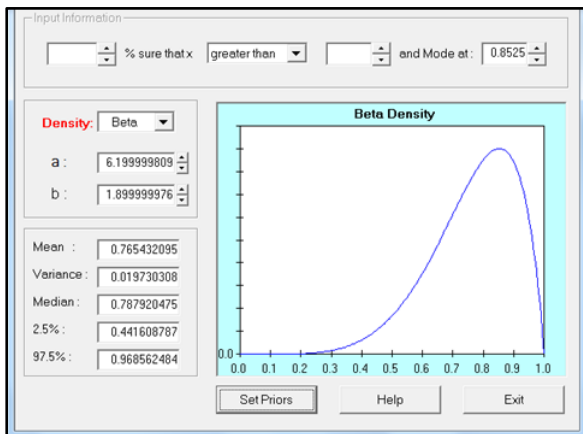 Input Information
% sure that x greater than and Mode at : 0.8525
Density: Beta
a : 6.199999809
b : 1.899999976
Mean : 0.765432095
Variance : 0.019730308
Median : 0.787920475
2.5% : 0.441608787
97.5% : 0.968562484
Beta Density
0.0
0.0 0.1 0.2 0.3 0.4 0.5 0.6 0.7 0.8 0.9 1.0
Set Priors Help Exit